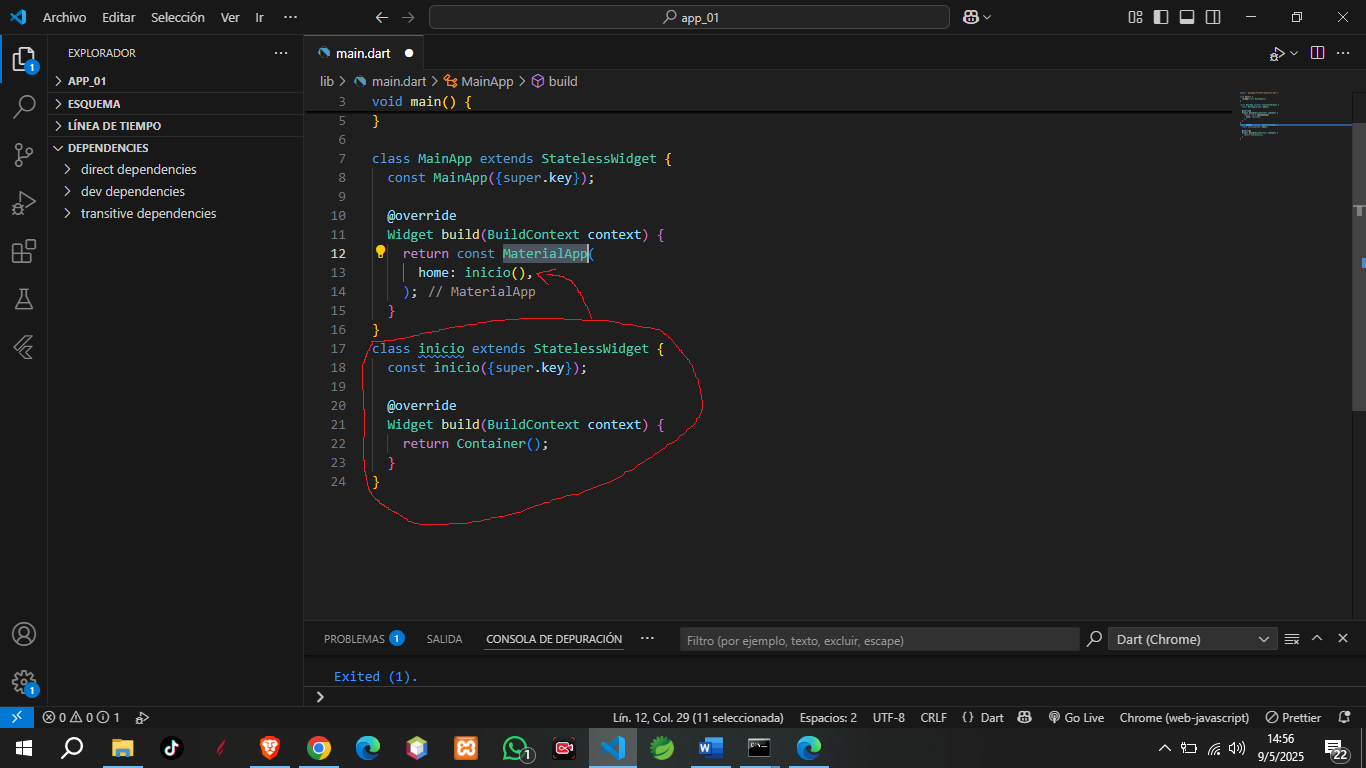 Archivo Editar Selección Ver Ir ···
app_01
EXPLORADOR ···
APP_01
ESQUEMA
LÍNEA DE TIEMPO
DEPENDENCIES
direct dependencies
dev dependencies
transitive dependencies
1
main.dart
lib > main.dart > MainApp > build
3 void main() {
5 }
6
7 class MainApp extends StatelessWidget {
8 const MainApp({super.key});
9
10 @override
11 Widget build(BuildContext context) {
12 return const MaterialApp(
13 home: inicio(),
14 ); // MaterialApp
15 }
16 }
17 class inicio extends StatelessWidget {
18 const inicio({super.key});
19
20 @override
21 Widget build(BuildContext context) {
22 return Container();
23 }
24 }
PROBLEMAS 1 SALIDA CONSOLA DE DEPURACIÓN ··· Filtro (por ejemplo, texto, excluir, escape) Dart (Chrome)
Exited (1).
1
0 0 1 Lín. 12, Col. 29 (11 seleccionada) Espacios: 2 UTF-8 CRLF {} Dart Go Live Chrome (web-javascript) Prettier
1
14:56
9/5/2025
22